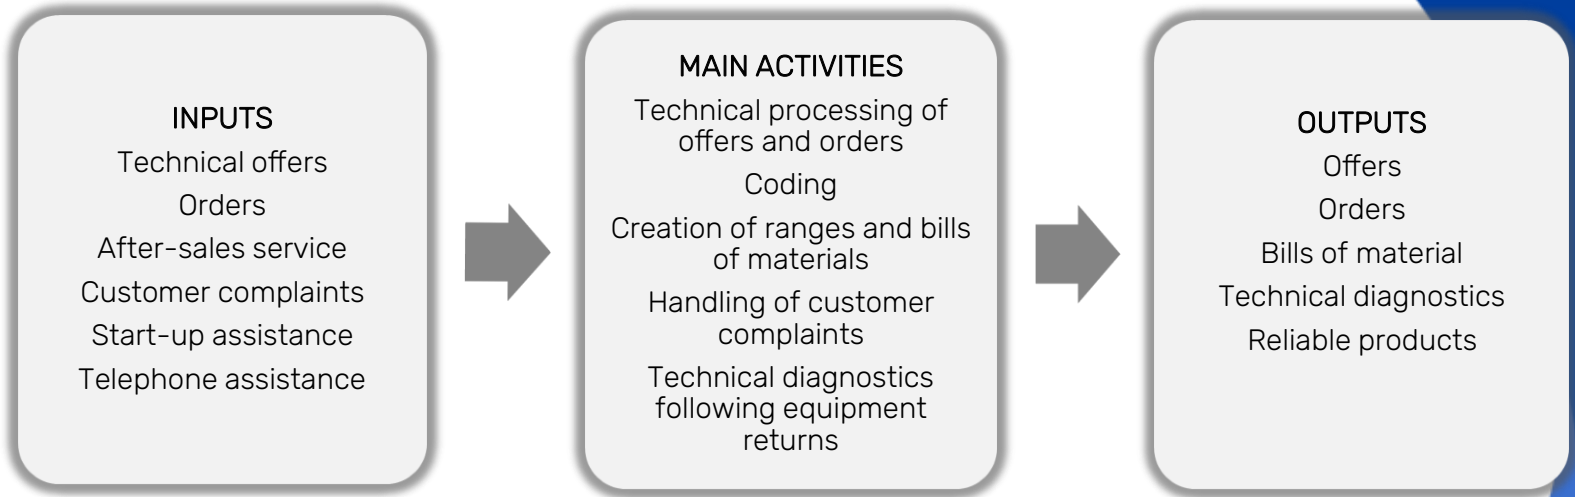 INPUTS
Technical offers
Orders
After-sales service
Customer complaints
Start-up assistance
Telephone assistance
MAIN ACTIVITIES
Technical processing of
offers and orders
Coding
Creation of ranges and bills
of materials
Handling of customer
complaints
Technical diagnostics
following equipment
returns
OUTPUTS
Offers
Orders
Bills of material
Technical diagnostics
Reliable products